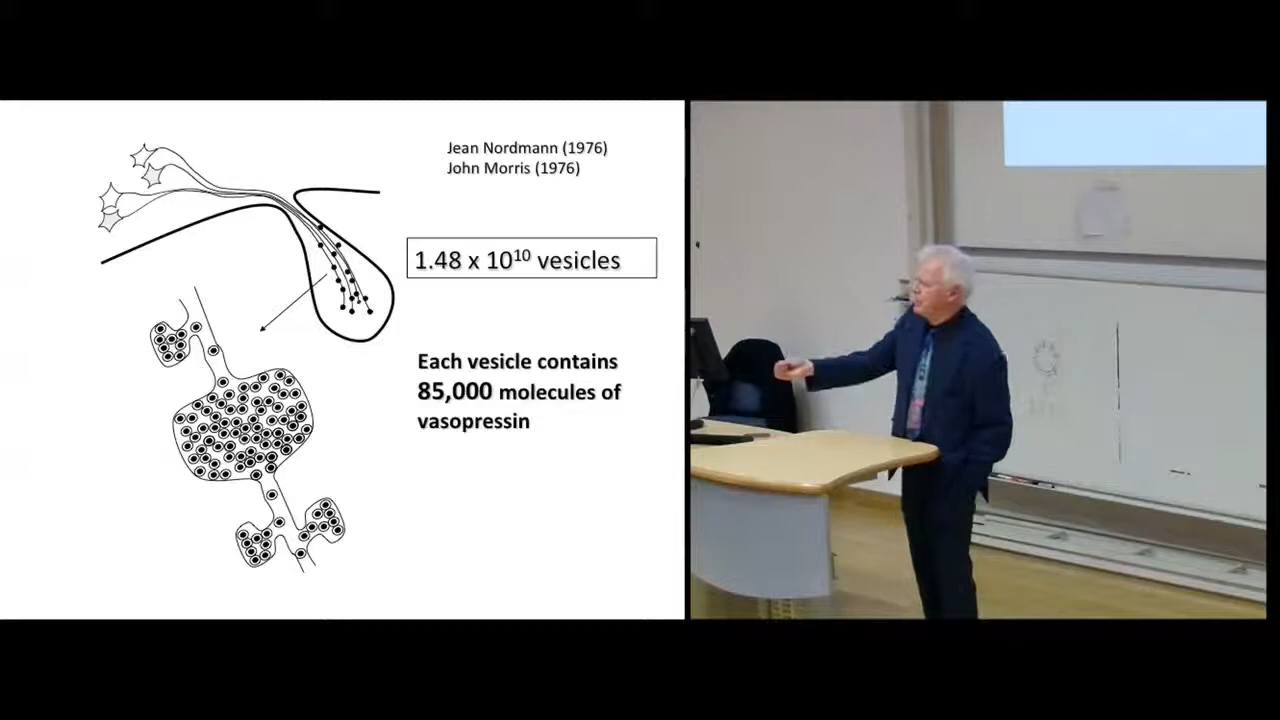 Jean Nordmann (1976)
John Morris (1976)
1.48 x 10¹⁰ vesicles
Each vesicle contains
85,000 molecules of
vasopressin